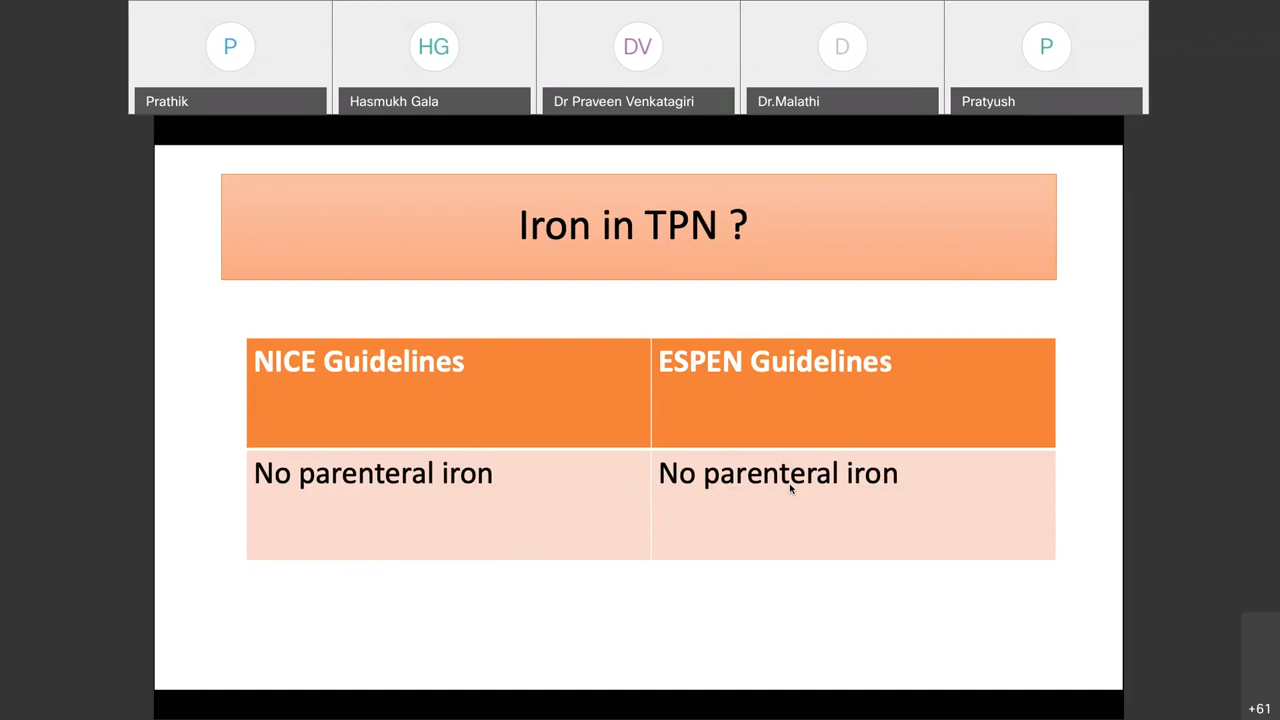 P
HG
DV
D
P
Prathik
Hasmukh Gala
Dr Praveen Venkatagiri
Dr.Malathi
Pratyush
Iron in TPN ?
NICE Guidelines
ESPEN Guidelines
No parenteral iron
No parenteral iron
+61